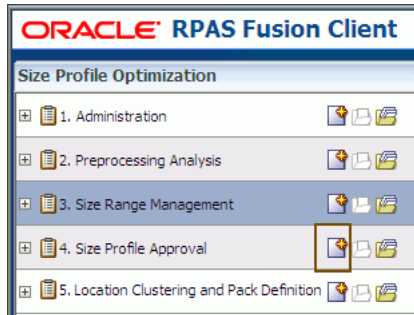 ORACLE RPAS Fusion Client
Size Profile Optimization
1. Administration
2. Preprocessing Analysis
3. Size Range Management
4. Size Profile Approval
5. Location Clustering and Pack Definition